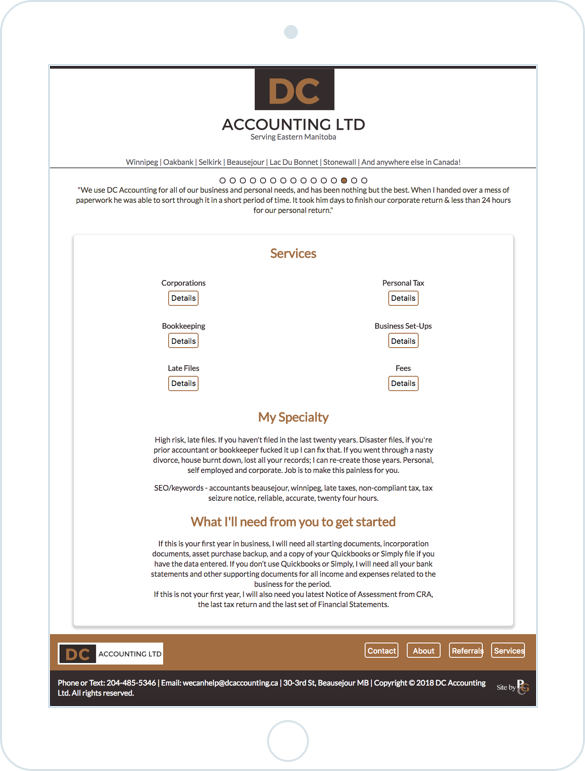 DC
ACCOUNTING LTD
Serving Eastern Manitoba
Winnipeg | Oakbank | Selkirk | Beausejour | Lac Du Bonnet | Stonewall | And anywhere else in Canada!
"We use DC Accounting for all of our business and personal needs, and has been nothing but the best. When I handed over a mess of
paperwork he was able to sort through it in a short period of time. It took him days to finish our corporate return & less than 24 hours
for our personal return."
Services
Corporations
Details
Personal Tax
Details
Bookkeeping
Details
Business Set-Ups
Details
Late Files
Details
Fees
Details
My Specialty
High risk, late files. If you haven't filed in the last twenty years. Disaster files, if you're
prior accountant or bookkeeper fucked it up I can fix that. If you went through a nasty
divorce, house burnt down, lost all your records; I can re-create those years. Personal,
self employed and corporate. Job is to make this painless for you.
SEO/keywords - accountants beausejour, winnipeg, late taxes, non-compliant tax, tax
seizure notice, reliable, accurate, twenty four hours.
What I'll need from you to get started
If this is your first year in business, I will need all starting documents, incorporation
documents, asset purchase backup, and a copy of your Quickbooks or Simply file if you
have the data entered. If you don't use Quickbooks or Simply, I will need all your bank
statements and other supporting documents for all income and expenses related to the
business for the period.
If this is not your first year, I will also need you latest Notice of Assessment from CRA,
the last tax return and the last set of Financial Statements.
DC ACCOUNTING LTD
Contact About Referrals Services
Phone or Text: 204-485-5346 | Email: wecanhelp@dcaccounting.ca | 30-3rd St, Beausejour MB | Copyright © 2018 DC Accounting
Ltd. All rights reserved.
Site by